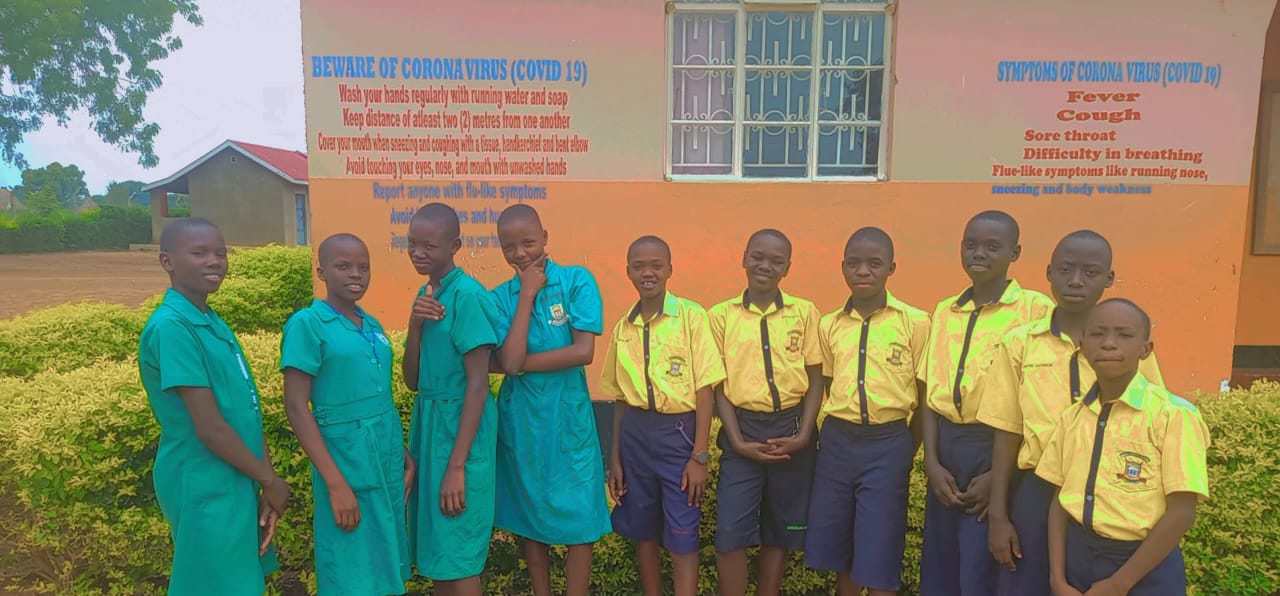 BEWARE OF CORONA VIRUS (COVID 19)
Wash your hands regularly with running water and soap
Keep distance of atleast two (2) metres from one another
Cover your mouth when sneezing and coughing with a tissue, handkerchief and bent elbow
Avoid touching your eyes, nose, and mouth with unwashed hands
Report anyone with flu-like symptoms
Avoid
SYMPTOMS OF CORONA VIRUS (COVID 19)
Fever
Cough
Sore throat
Difficulty in breathing
Flue-like symptoms like running nose,
sneezing and body weakness